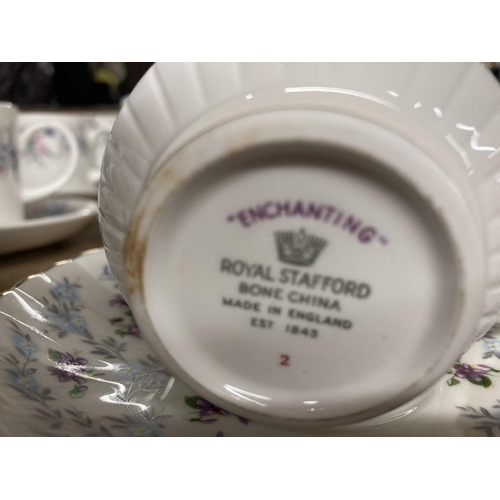 "ENCHANTING"
ROYAL STAFFORD
BONE CHINA
MADE IN ENGLAND
EST 1845
2